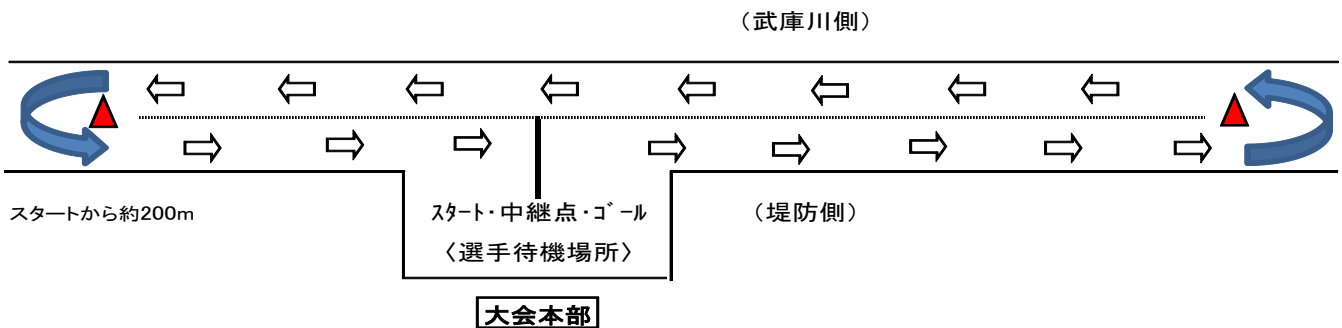 （武庫川側）
スタートから約200m
ｽﾀｰﾄ・中継点・ｺﾞｰﾙ
（堤防側）
〈選手待機場所〉
大会本部